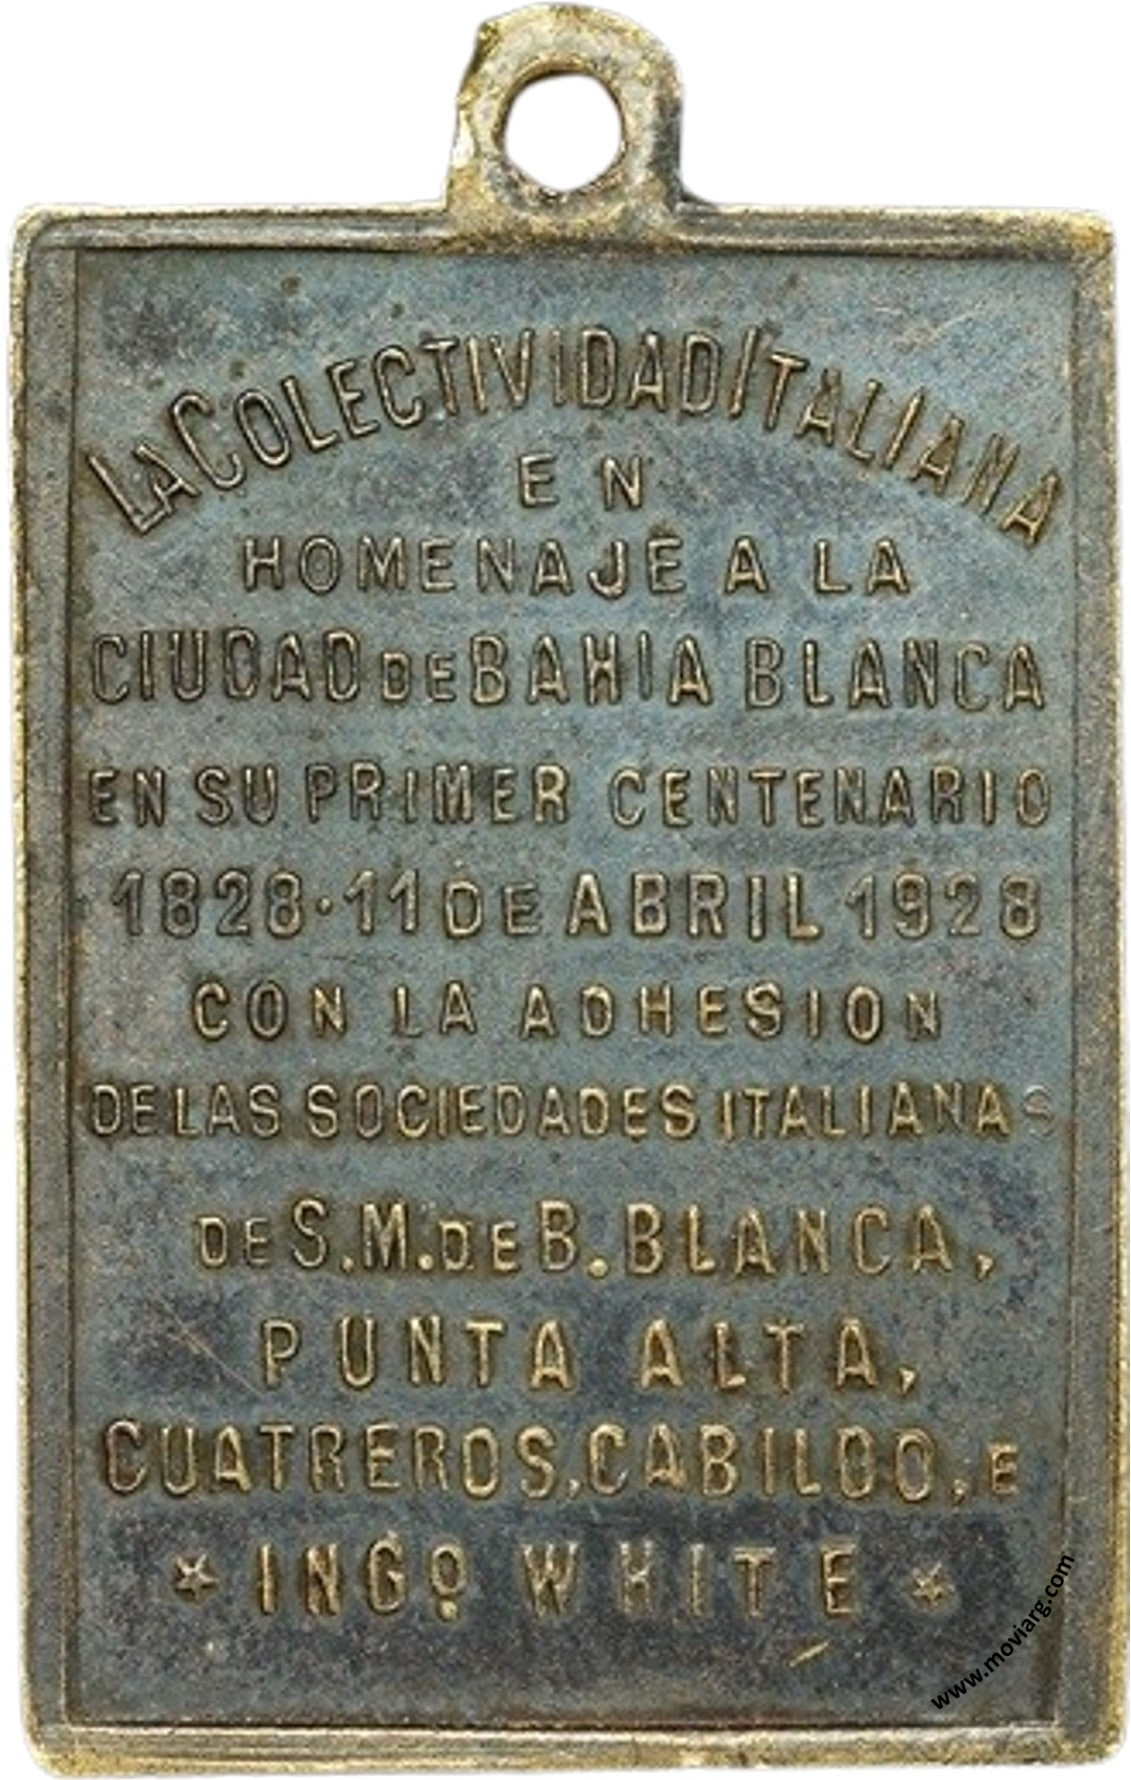 LA COLECTIVIDAD ITALIANA
EN
HOMENAJE A LA
CIUDAD DE BAHIA BLANCA
EN SU PRIMER CENTENARIO
1828·11 DE ABRIL 1928
CON LA ADHESION
DE LAS SOCIEDADES ITALIANAS
DE S.M. DE B. BLANCA,
PUNTA ALTA,
CUATREROS, CABILDO, E
* INGº WHITE *
www.moviarg.com